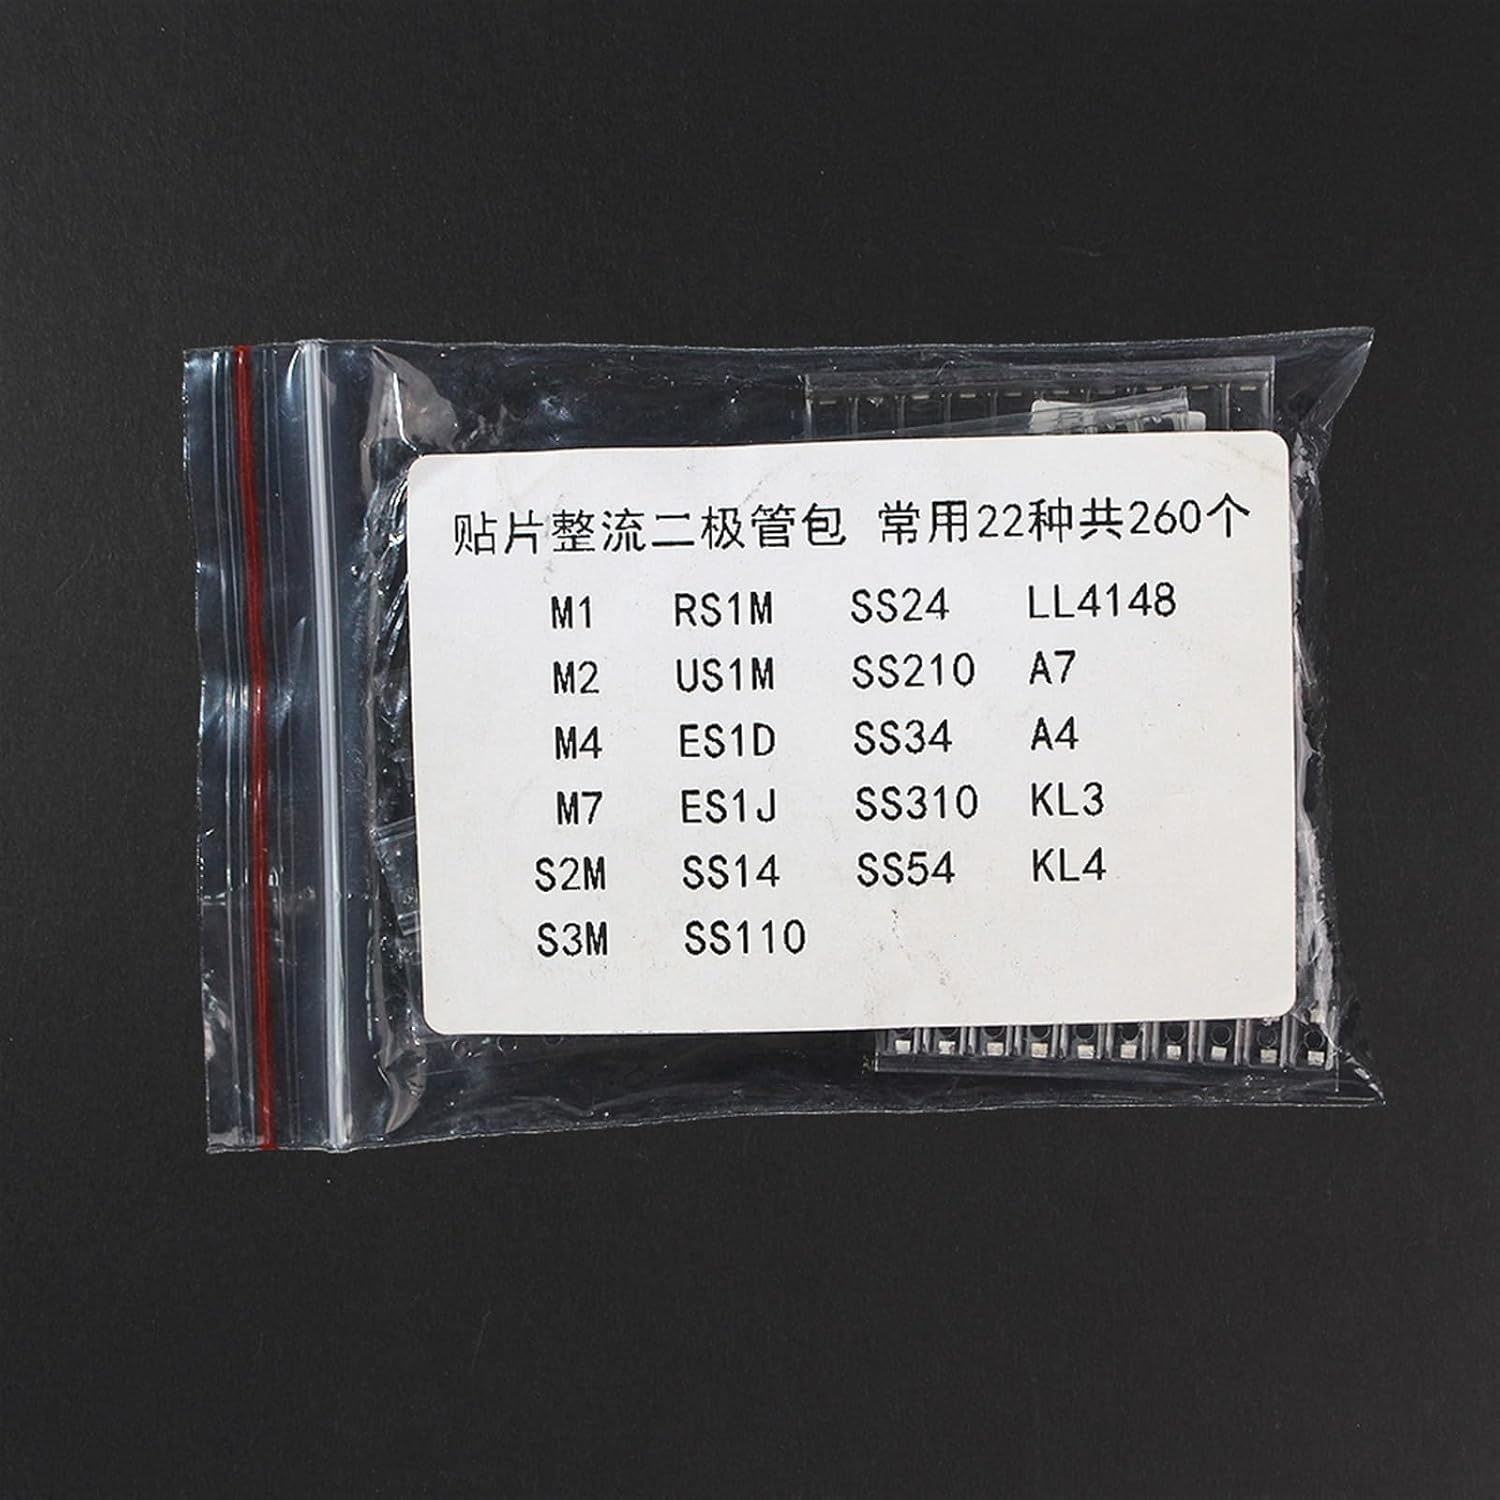 贴片整流二极管包 常用22种共260个
M1 RS1M SS24 LL4148
M2 US1M SS210 A7
M4 ES1D SS34 A4
M7 ES1J SS310 KL3
S2M SS14 SS54 KL4
S3M SS110